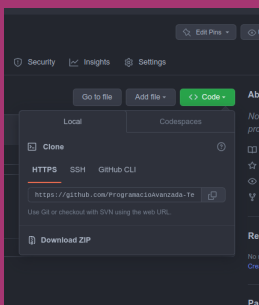 Edit Pins
Security Insights Settings
Go to file Add file Code
Local Codespaces
Clone
HTTPS SSH GitHub CLI
https://github.com/ProgramacioAvanzada-Te
Use Git or checkout with SVN using the web URL.
Download ZIP
Ab
No
Re
No
Cre
Pa